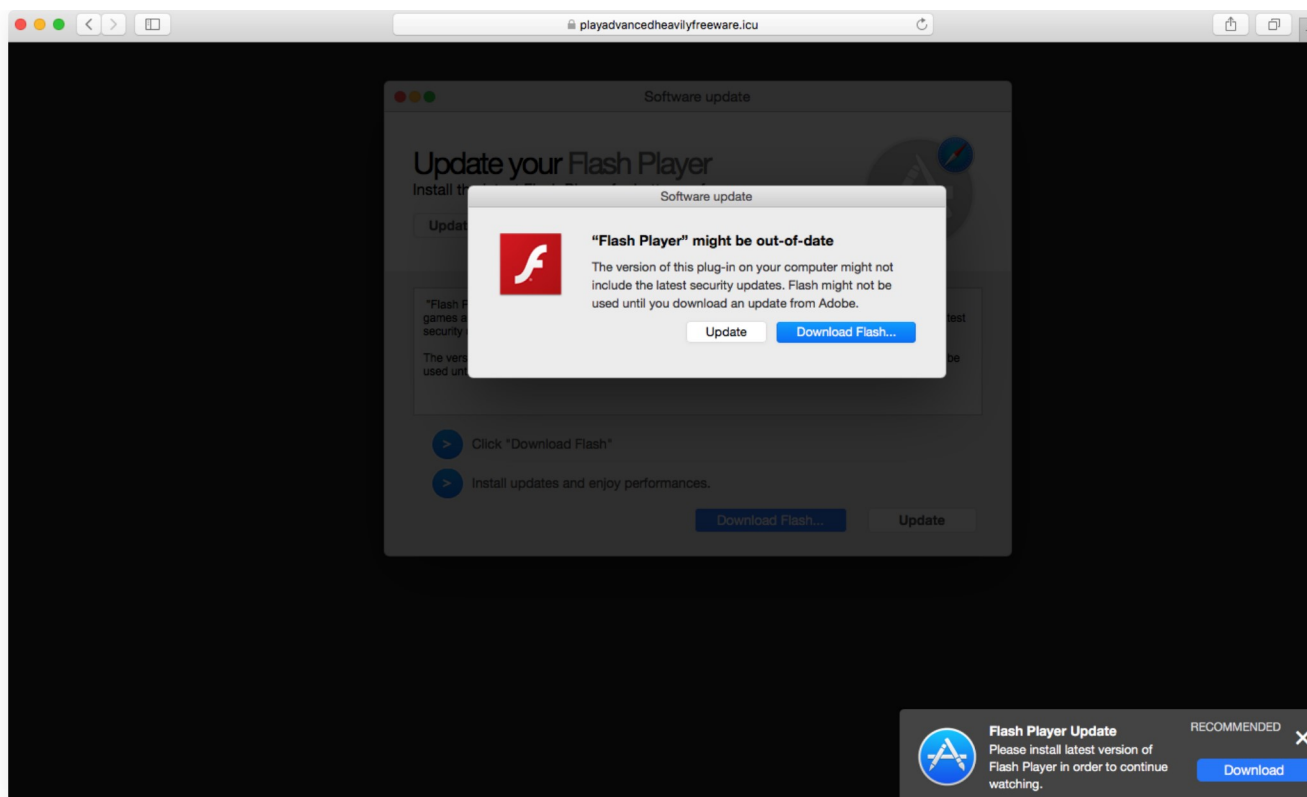 playadvancedheavilyfreeware.icu
Software update
Update your Flash Player
Install th
Updat
Software update
“Flash Player” might be out-of-date
The version of this plug-in on your computer might not
include the latest security updates. Flash might not be
used until you download an update from Adobe.
Update
Download Flash...
"Flash P
games a
test
security
The vers
be
used unt
Click "Download Flash"
Install updates and enjoy performances.
Download Flash...
Update
Flash Player Update
RECOMMENDED
Please install latest version of
Flash Player in order to continue
watching.
Download